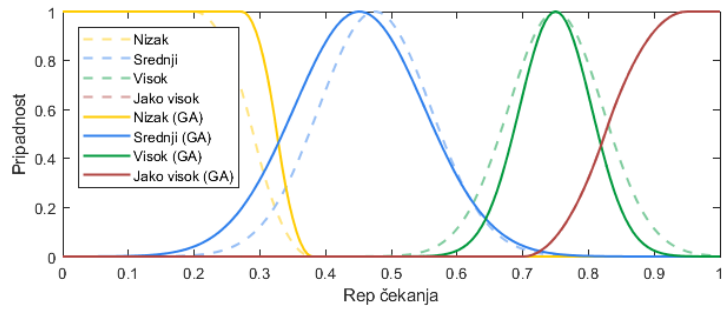 1
0.8
0.6
0.4
0.2
0
Pripadnost
Nizak
Srednji
Visok
Jako visok
Nizak (GA)
Srednji (GA)
Visok (GA)
Jako visok (GA)
0 0.1 0.2 0.3 0.4 0.5 0.6 0.7 0.8 0.9 1
Rep čekanja